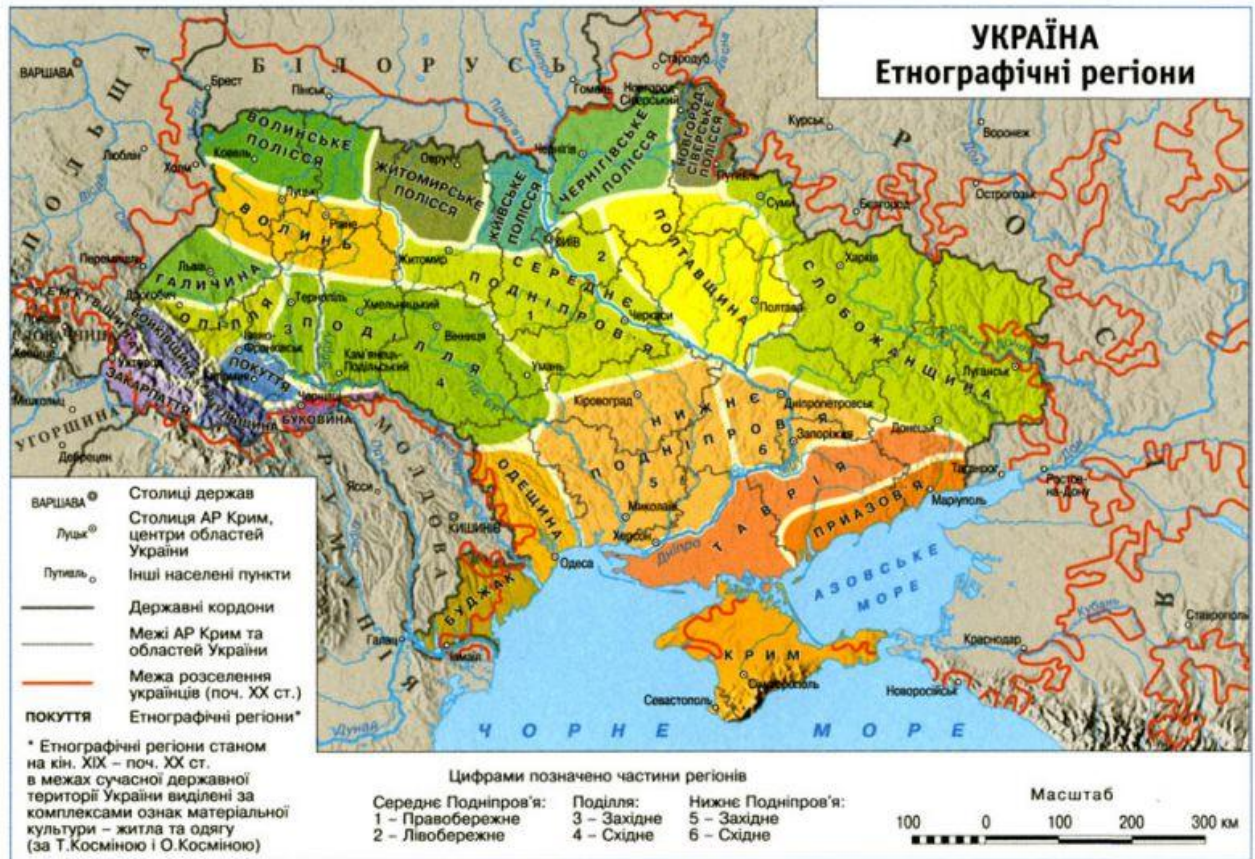 УКРАЇНА
Етнографічні регіони
БІЛОРУСЬ
ПОЛЬЩА
РОСІЯ
УГОРЩИНА
РУМУНІЯ
МОЛДОВА
ВАРШАВА
Брест
Пінськ
Гомель
Стародуб
Новгород-
Сіверський
Курськ
Воронеж
Острогозьк
Бєлгород
Люблін
Холм
Ковель
Овруч
Чернігів
Путивль
Суми
Луцьк
Рівне
Житомир
КИЇВ
Харків
Перемишль
Львів
Дрогобич
Тернопіль
Хмельницький
Вінниця
Черкаси
Полтава
Луганськ
Івано-
Франківськ
Кам'янець-
Подільський
Умань
Кіровоград
Дніпропетровськ
Запоріжжя
Донецьк
Ужгород
Чернівці
Мішкольц
Дебрецен
Ясси
КИШИНІВ
Миколаїв
Херсон
Одеса
Маріуполь
Таганрог
Ростов-
на-Дону
Галац
Ізмаїл
Сімферополь
Севастополь
Новоросійськ
Краснодар
Ставрополь
ВОЛИНСЬКЕ
ПОЛІССЯ
ЖИТОМИРСЬКЕ
ПОЛІССЯ
КИЇВСЬКЕ
ПОЛІССЯ
ЧЕРНІГІВСЬКЕ
ПОЛІССЯ
НОВГОРОД-
СІВЕРСЬКЕ
ПОЛІССЯ
ВОЛИНЬ
ГАЛИЧИНА
ОПІЛЛЯ
ПОДІЛЛЯ
3
4
СЕРЕДНЄ
ПОДНІПРОВ'Я
1
2
ПОЛТАВЩИНА
СЛОБОЖАНЩИНА
ЛЕМКІВЩИНА
БОЙКІВЩИНА
ЗАКАРПАТТЯ
ГУЦУЛЬЩИНА
ПОКУТТЯ
БУКОВИНА
НИЖНЄ
ПОДНІПРОВ'Я
5
6
ОДЕЩИНА
БУДЖАК
ТАВРІЯ
ПРИАЗОВ'Я
КРИМ
АЗОВСЬКЕ
МОРЕ
ЧОРНЕ МОРЕ
Дніпро
Десна
Прип'ять
Дон
Дніпро
Кубань
Дунай
ВАРШАВА Столиці держав
Луцьк Столиця АР Крим,
центри областей
України
Путивль Інші населені пункти
Державні кордони
Межі АР Крим та
областей України
Межа розселення
українців (поч. XX ст.)
ПОКУТТЯ Етнографічні регіони*
* Етнографічні регіони станом
на кін. XIX – поч. XX ст.
в межах сучасної державної
території України виділені за
комплексами ознак матеріальної
культури – житла та одягу
(за Т.Косміною і О.Косміною)
Цифрами позначено частини регіонів
Середнє Подніпров'я: Поділля: Нижнє Подніпров'я:
1 – Правобережне 3 – Західне 5 – Західне
2 – Лівобережне 4 – Східне 6 – Східне
Масштаб
100 0 100 200 300 км